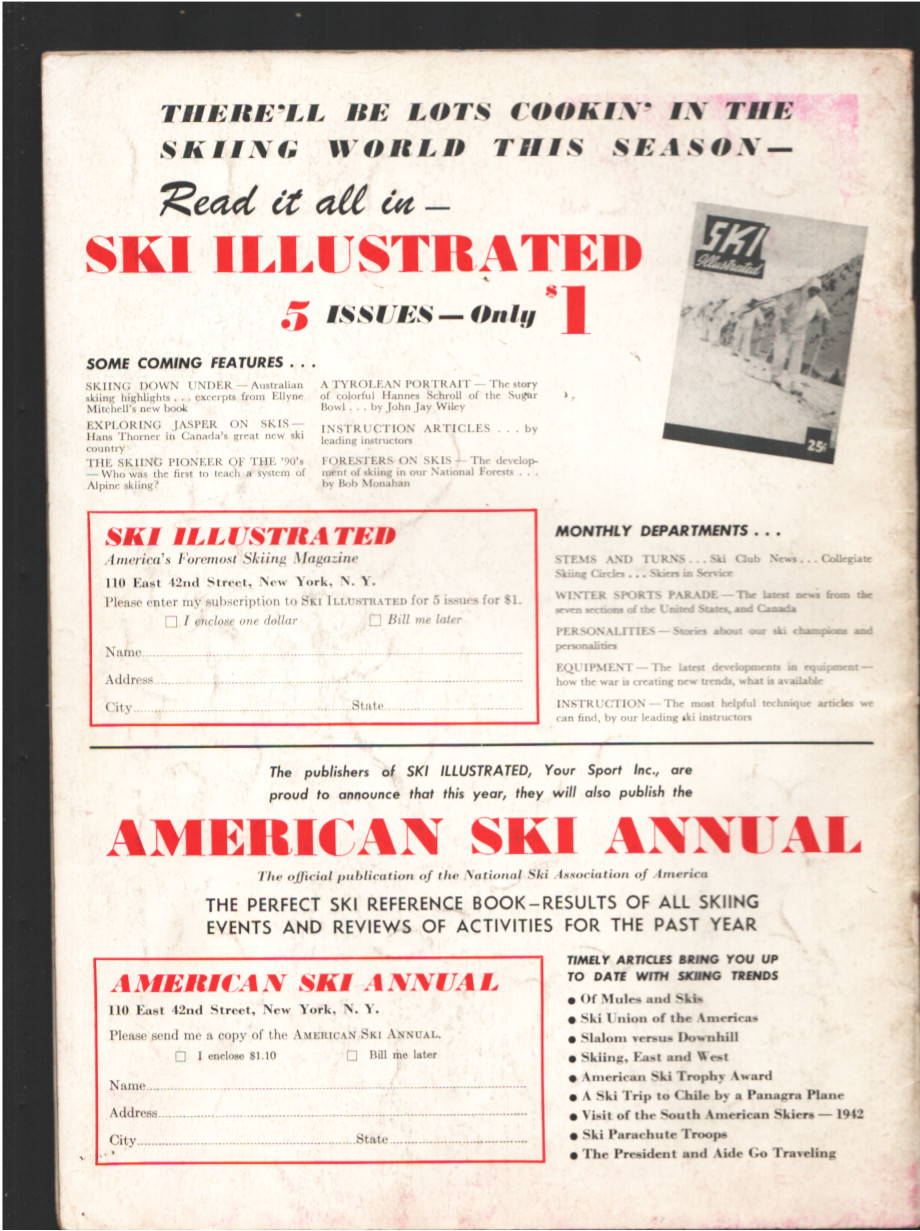 THERE'LL BE LOTS COOKIN' IN THE
SKIING WORLD THIS SEASON—
Read it all in —
SKI ILLUSTRATED
5 ISSUES — Only $1
SKI
Illustrated
25¢
SOME COMING FEATURES . . .
SKIING DOWN UNDER — Australian
skiing highlights . . . excerpts from Ellyne
Mitchell's new book
EXPLORING JASPER ON SKIS —
Hans Thorner in Canada's great new ski
country
THE SKIING PIONEER OF THE '90's
— Who was the first to teach a system of
Alpine skiing?
A TYROLEAN PORTRAIT — The story
of colorful Hannes Schroll of the Sugar
Bowl . . . by John Jay Wiley
INSTRUCTION ARTICLES . . . by
leading instructors
FORESTERS ON SKIS — The develop-
ment of skiing in our National Forests . . .
by Bob Monahan
SKI ILLUSTRATED
America's Foremost Skiing Magazine
110 East 42nd Street, New York, N. Y.
Please enter my subscription to SKI ILLUSTRATED for 5 issues for $1.
☐ I enclose one dollar ☐ Bill me later
Name
Address
City State
MONTHLY DEPARTMENTS . . .
STEMS AND TURNS . . . Ski Club News . . . Collegiate
Skiing Circles . . . Skiers in Service
WINTER SPORTS PARADE — The latest news from the
seven sections of the United States, and Canada
PERSONALITIES — Stories about our ski champions and
personalities
EQUIPMENT — The latest developments in equipment —
how the war is creating new trends, what is available
INSTRUCTION — The most helpful technique articles we
can find, by our leading ski instructors
The publishers of SKI ILLUSTRATED, Your Sport Inc., are
proud to announce that this year, they will also publish the
AMERICAN SKI ANNUAL
The official publication of the National Ski Association of America
THE PERFECT SKI REFERENCE BOOK—RESULTS OF ALL SKIING
EVENTS AND REVIEWS OF ACTIVITIES FOR THE PAST YEAR
AMERICAN SKI ANNUAL
110 East 42nd Street, New York, N. Y.
Please send me a copy of the AMERICAN SKI ANNUAL.
☐ I enclose $1.10 ☐ Bill me later
Name
Address
City State
TIMELY ARTICLES BRING YOU UP
TO DATE WITH SKIING TRENDS
● Of Mules and Skis
● Ski Union of the Americas
● Slalom versus Downhill
● Skiing, East and West
● American Ski Trophy Award
● A Ski Trip to Chile by a Panagra Plane
● Visit of the South American Skiers — 1942
● Ski Parachute Troops
● The President and Aide Go Traveling